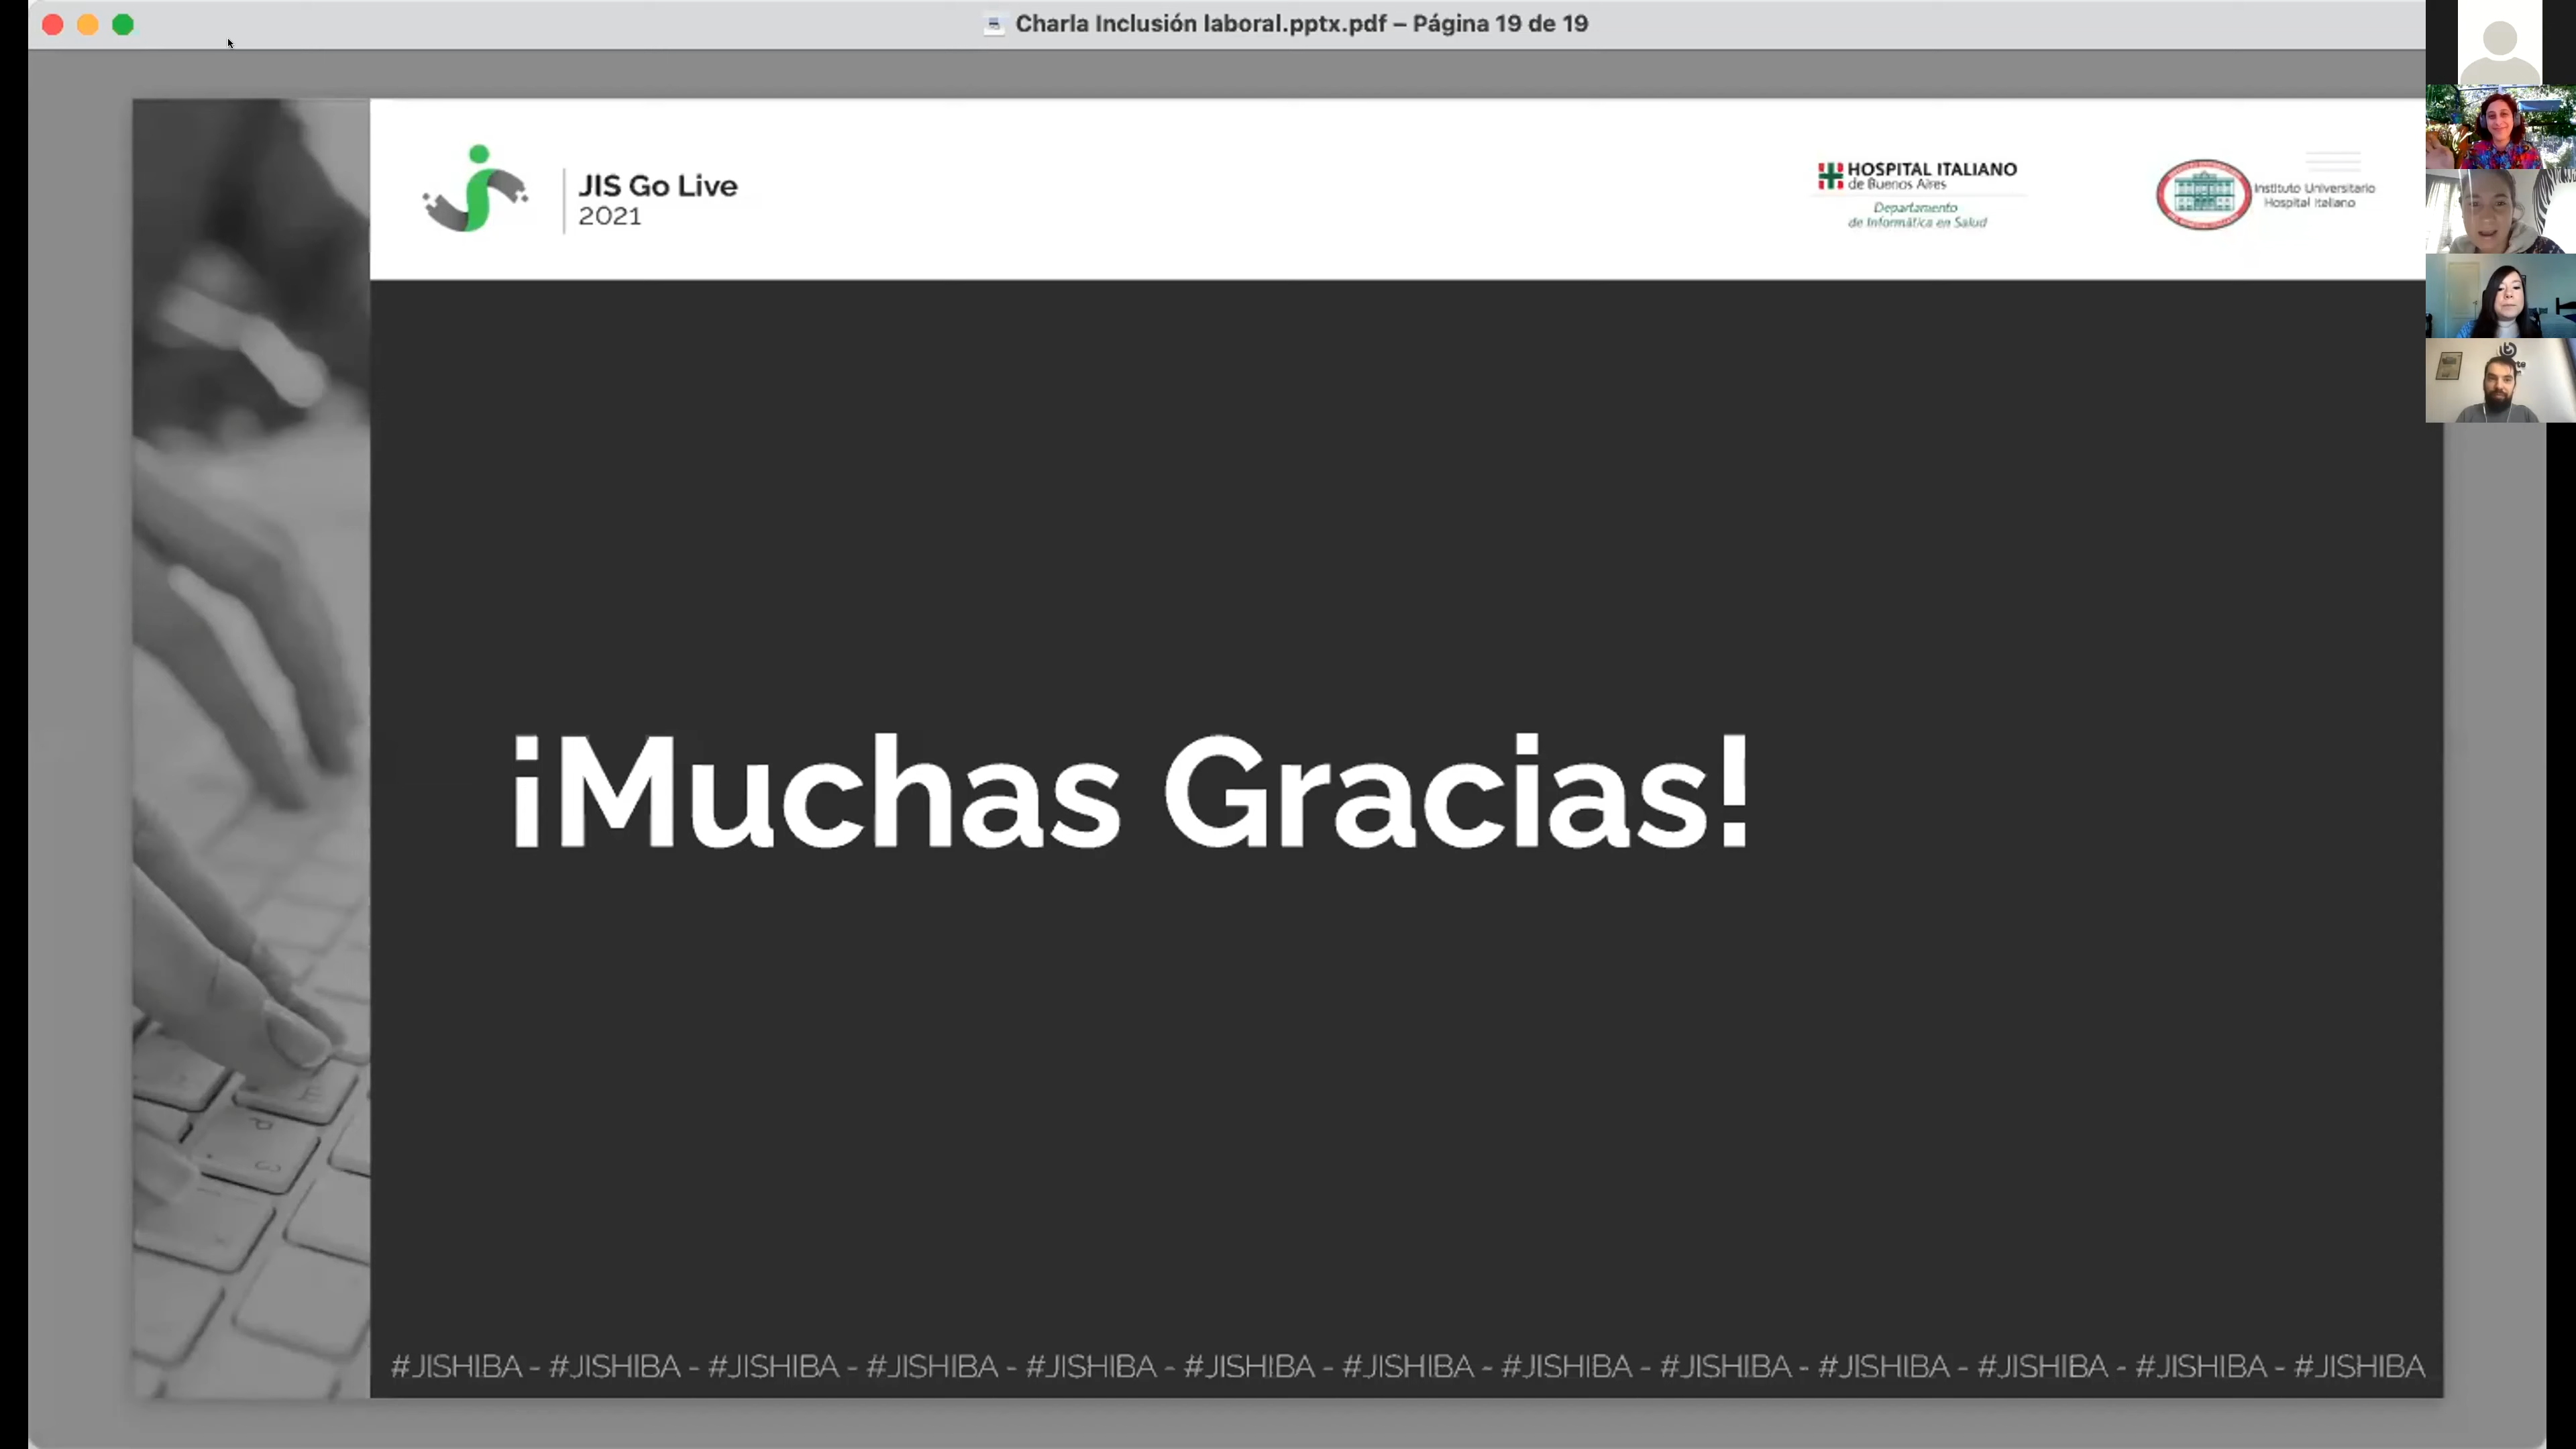 Charla Inclusión laboral.pptx.pdf – Página 19 de 19
JIS Go Live
2021
HOSPITAL ITALIANO
de Buenos Aires
Departamento
de Informática en Salud
Instituto Universitario
Hospital Italiano
¡Muchas Gracias!
#JISHIBA - #JISHIBA - #JISHIBA - #JISHIBA - #JISHIBA - #JISHIBA - #JISHIBA - #JISHIBA - #JISHIBA - #JISHIBA - #JISHIBA - #JISHIBA - #JISHIBA